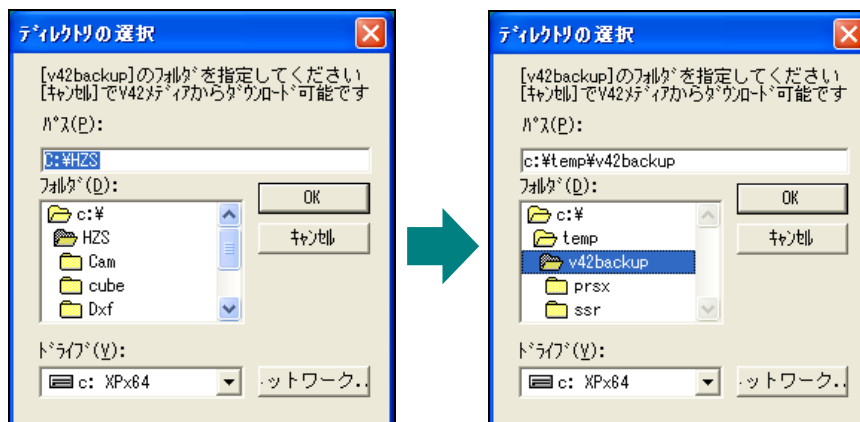 ﾃﾞｨﾚｸﾄﾘの選択
[v42backup]のﾌｫﾙﾀﾞを指定してください
[ｷｬﾝｾﾙ]でV42ﾒﾃﾞｨｱからﾀﾞｳﾝﾛｰﾄﾞ可能です
ﾊﾟｽ(P):
C:¥HZS
ﾌｫﾙﾀﾞ(D):
OK
c:¥
HZS
ｷｬﾝｾﾙ
Cam
cube
Dxf
ﾄﾞﾗｲﾌﾞ(V):
c: XPx64
ットワーク..
ﾃﾞｨﾚｸﾄﾘの選択
[v42backup]のﾌｫﾙﾀﾞを指定してください
[ｷｬﾝｾﾙ]でV42ﾒﾃﾞｨｱからﾀﾞｳﾝﾛｰﾄﾞ可能です
ﾊﾟｽ(P):
c:¥temp¥v42backup
ﾌｫﾙﾀﾞ(D):
OK
c:¥
temp
ｷｬﾝｾﾙ
v42backup
prsx
ssr
ﾄﾞﾗｲﾌﾞ(V):
c: XPx64
ットワーク..